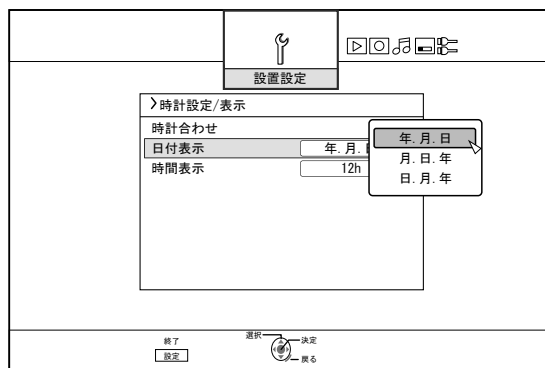 設置設定
>時計設定/表示
時計合わせ
日付表示 年.月.
時間表示 12h
年.月.日
月.日.年
日.月.年
終了
設定
選択
決定
戻る